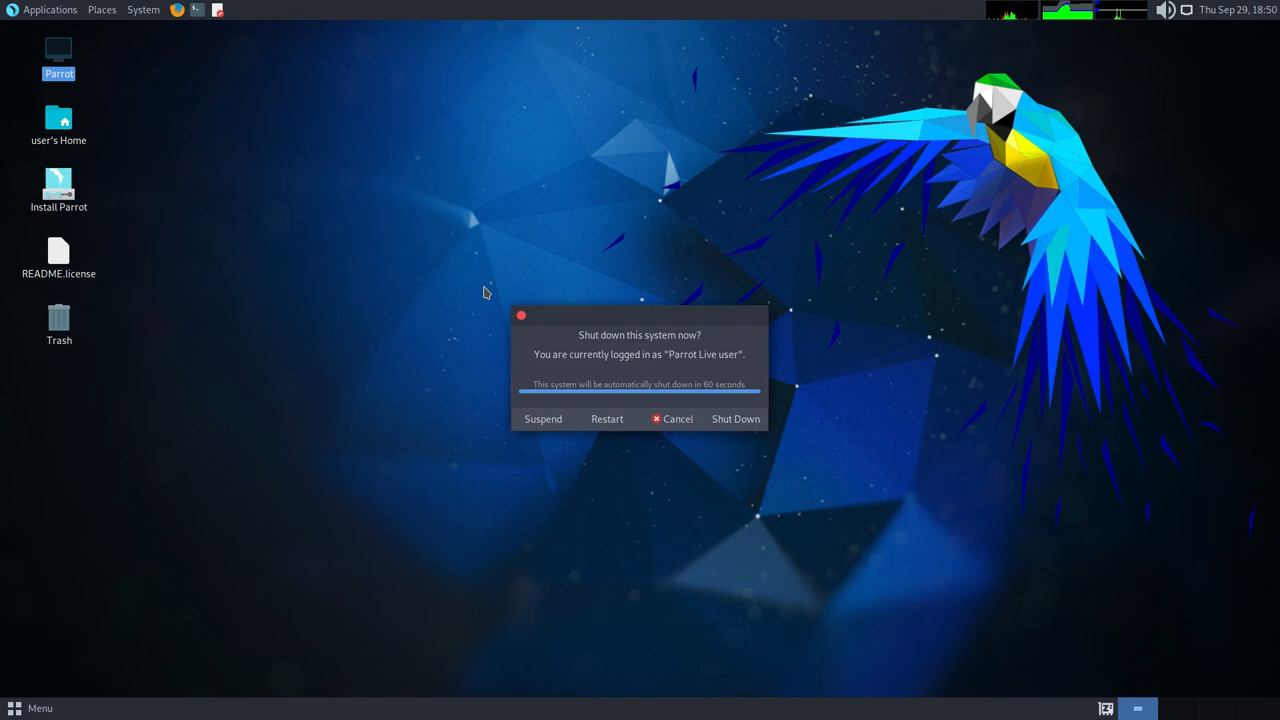 Applications Places System
Thu Sep 29, 18:50
Parrot
user's Home
Install Parrot
README.license
Trash
Shut down this system now?
You are currently logged in as "Parrot Live user".
This system will be automatically shut down in 60 seconds
Suspend Restart Cancel Shut Down
Menu